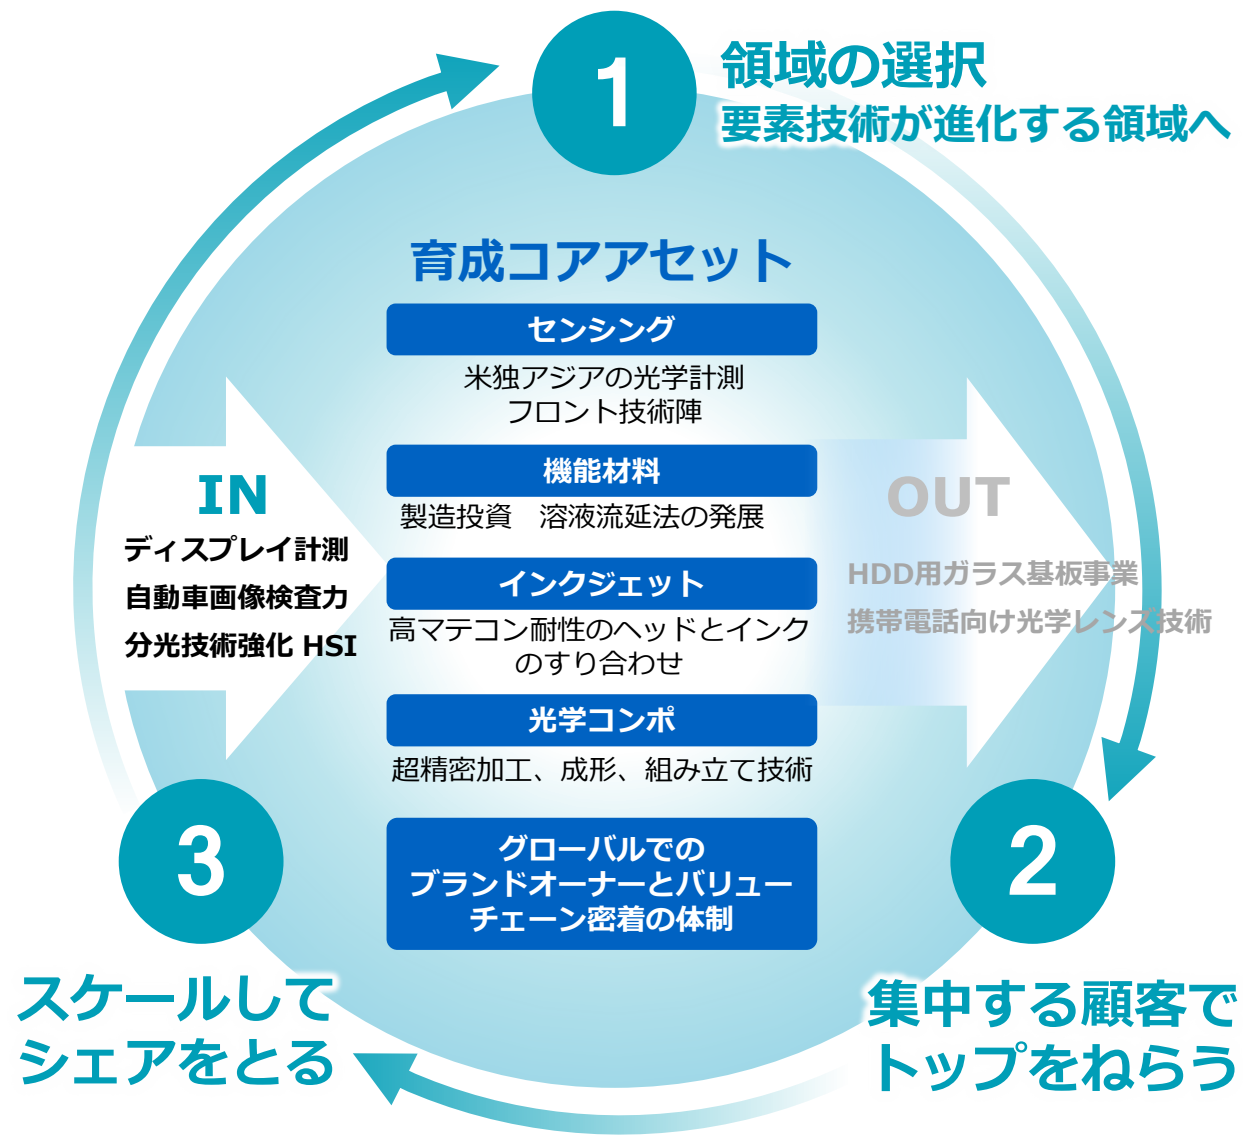 1
領域の選択
要素技術が進化する領域へ
育成コアアセット
センシング
米独アジアの光学計測
フロント技術陣
機能材料
製造投資　溶液流延法の発展
インクジェット
高マテコン耐性のヘッドとインク
のすり合わせ
光学コンポ
超精密加工、成形、組み立て技術
グローバルでの
ブランドオーナーとバリュー
チェーン密着の体制
IN
ディスプレイ計測
自動車画像検査力
分光技術強化 HSI
OUT
HDD用ガラス基板事業
携帯電話向け光学レンズ技術
2
集中する顧客で
トップをねらう
3
スケールして
シェアをとる